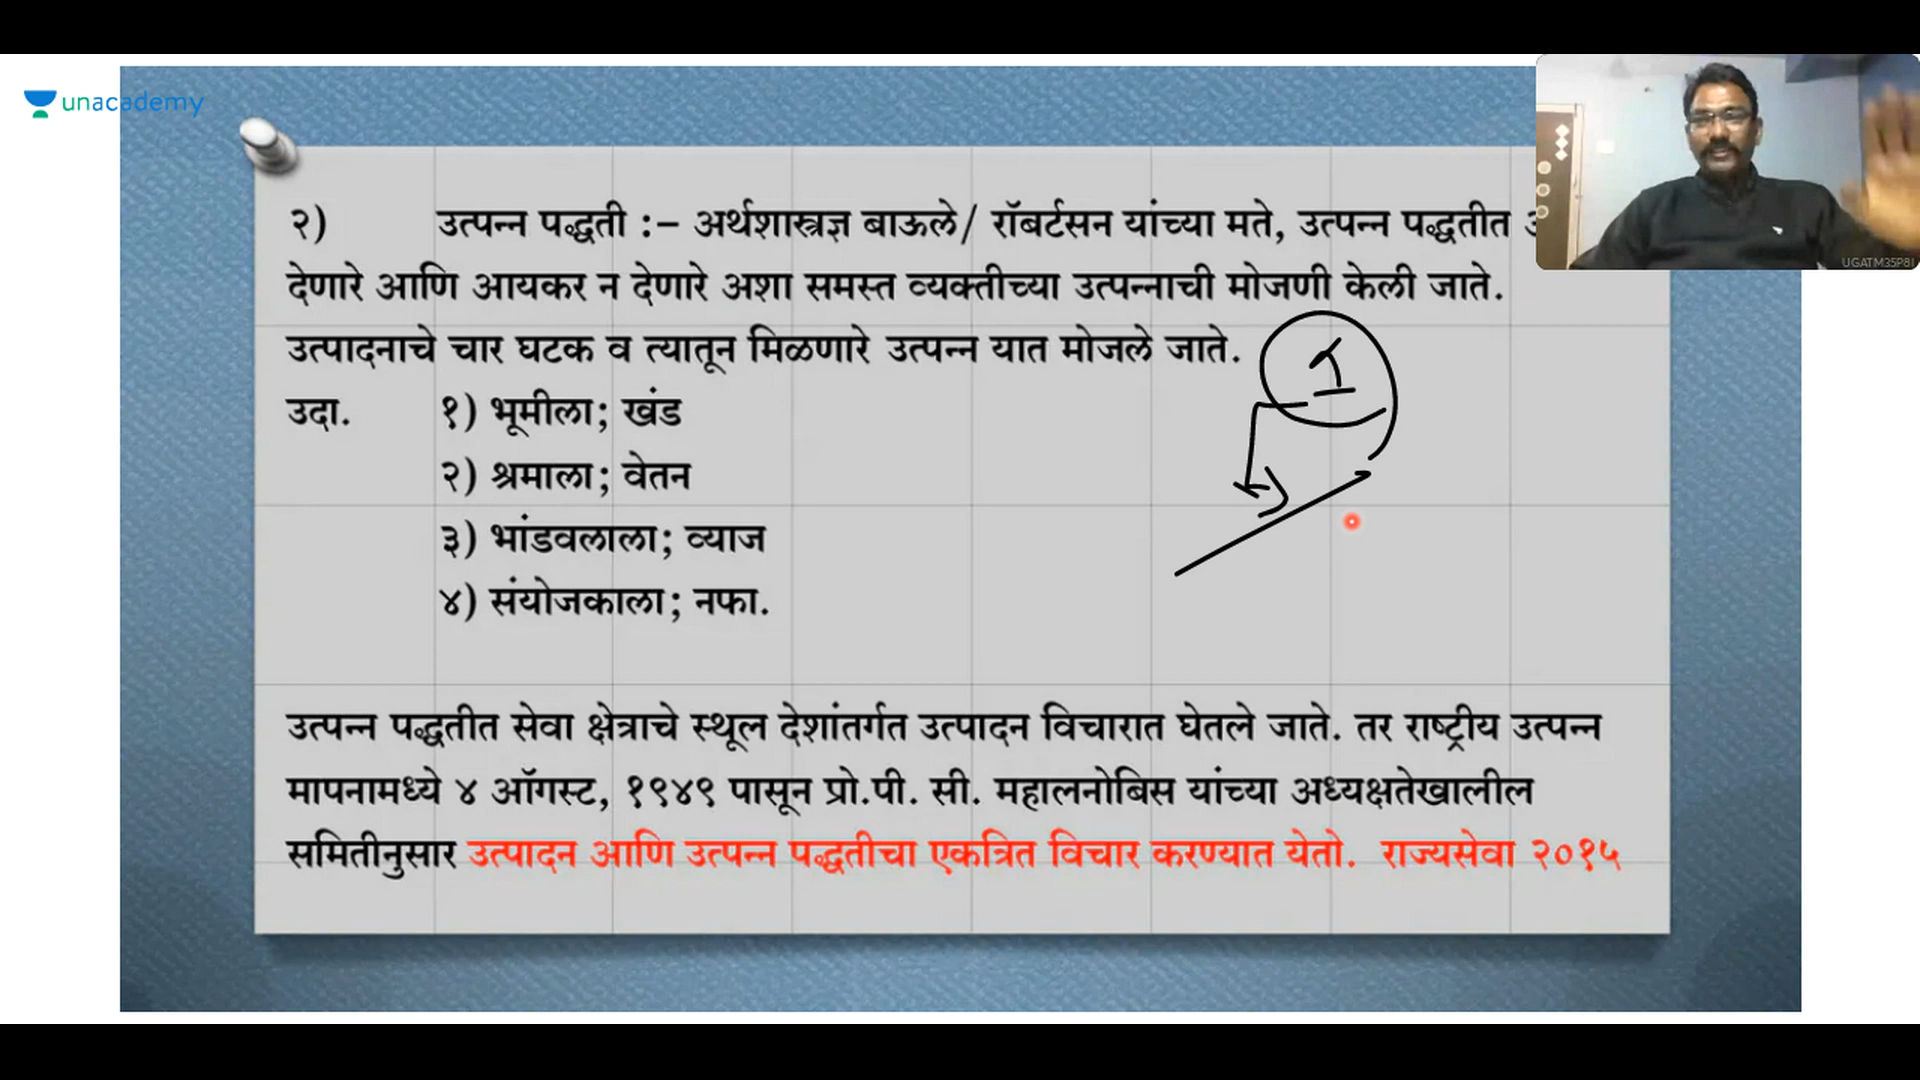 unacademy
२) उत्पन्न पद्धती :– अर्थशास्त्रज्ञ बाऊले/ रॉबर्टसन यांच्या मते, उत्पन्न पद्धतीत
देणारे आणि आयकर न देणारे अशा समस्त व्यक्तीच्या उत्पन्नाची मोजणी केली जाते.
उत्पादनाचे चार घटक व त्यातून मिळणारे उत्पन्न यात मोजले जाते.
उदा. १) भूमीला; खंड
२) श्रमाला; वेतन
३) भांडवलाला; व्याज
४) संयोजकाला; नफा.
उत्पन्न पद्धतीत सेवा क्षेत्राचे स्थूल देशांतर्गत उत्पादन विचारात घेतले जाते. तर राष्ट्रीय उत्पन्न
मापनामध्ये ४ ऑगस्ट, १९४९ पासून प्रो.पी. सी. महालनोबिस यांच्या अध्यक्षतेखालील
समितीनुसार उत्पादन आणि उत्पन्न पद्धतीचा एकत्रित विचार करण्यात येतो. राज्यसेवा २०१५